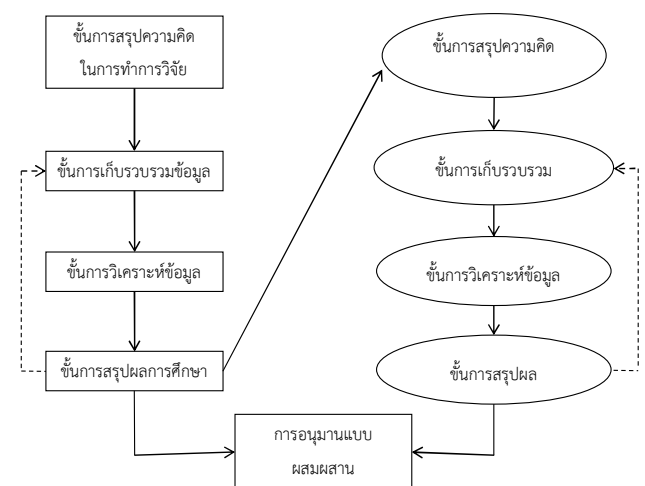 ขั้นการสรุปความคิด
ในการทำการวิจัย
ขั้นการเก็บรวบรวมข้อมูล
ขั้นการวิเคราะห์ข้อมูล
ขั้นการสรุปผลการศึกษา
ขั้นการสรุปความคิด
ขั้นการเก็บรวบรวม
ขั้นการวิเคราะห์ข้อมูล
ขั้นการสรุปผล
การอนุมานแบบ
ผสมผสาน